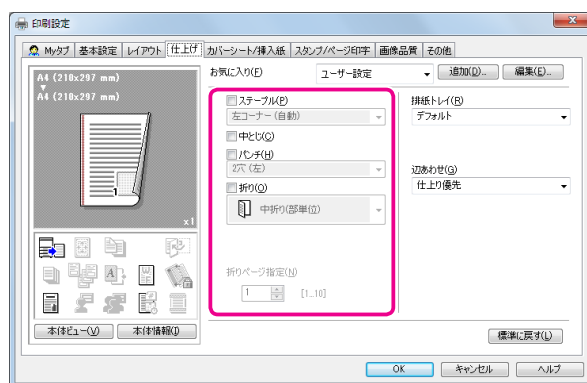 印刷設定
Myタブ 基本設定 レイアウト 仕上げ カバーシート/挿入紙 スタンプ/ページ印字 画像品質 その他
A4 (210x297 mm)
A4 (210x297 mm)
1
x1
本体ビュー(V) 本体情報(I)
お気に入り(F) ユーザー設定 追加(D)... 編集(E)...
ステープル(P)
左コーナー(自動)
中とじ(C)
パンチ(H)
2穴(左)
折り(O)
中折り(部単位)
折りページ指定(N)
1 [1...10]
排紙トレイ(R)
デフォルト
辺あわせ(G)
仕上り優先
標準に戻す(L)
OK キャンセル ヘルプ